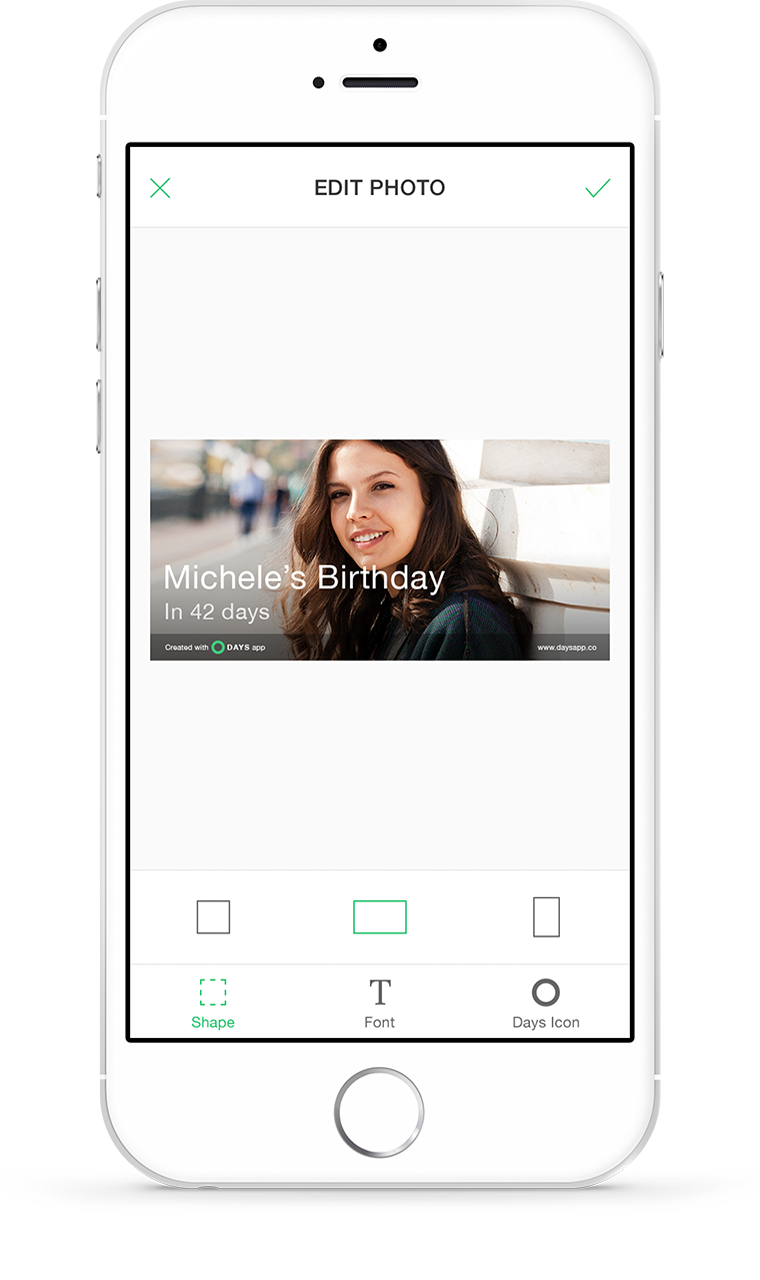 EDIT PHOTO
Michele’s Birthday
In 42 days
Created with DAYS app
www.daysapp.co
T
Shape
Font
Days Icon